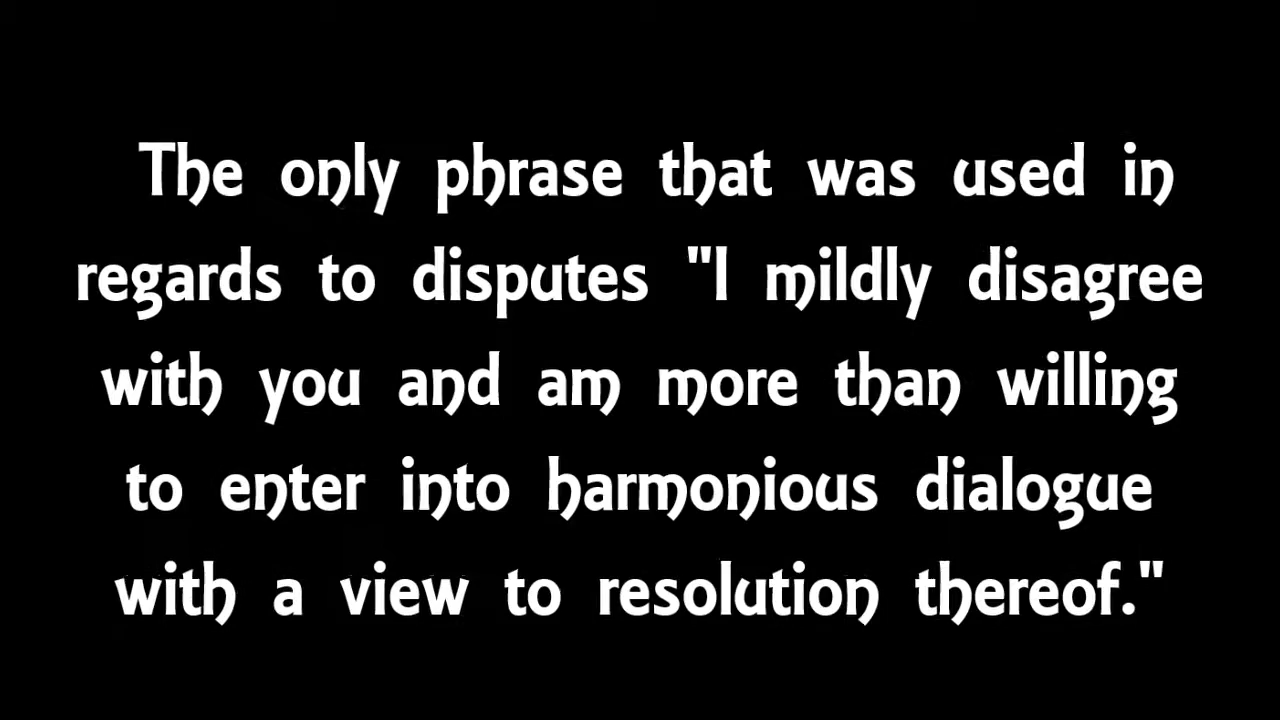 The only phrase that was used in
regards to disputes "I mildly disagree
with you and am more than willing
to enter into harmonious dialogue
with a view to resolution thereof."